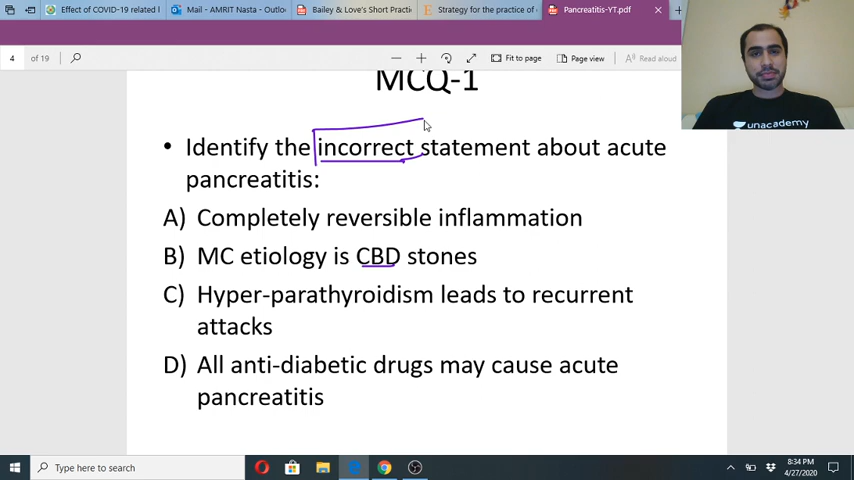 Effect of COVID-19 related l
Mail - AMRIT Nasta - Outlo
Bailey & Love's Short Practi
Strategy for the practice of
Pancreatitis-YT.pdf
4 of 19
Fit to page
Page view
Read aloud
MCQ-1
• Identify the incorrect statement about acute
pancreatitis:
A) Completely reversible inflammation
B) MC etiology is CBD stones
C) Hyper-parathyroidism leads to recurrent
attacks
D) All anti-diabetic drugs may cause acute
pancreatitis
unacademy
Type here to search
8:34 PM
4/27/2020